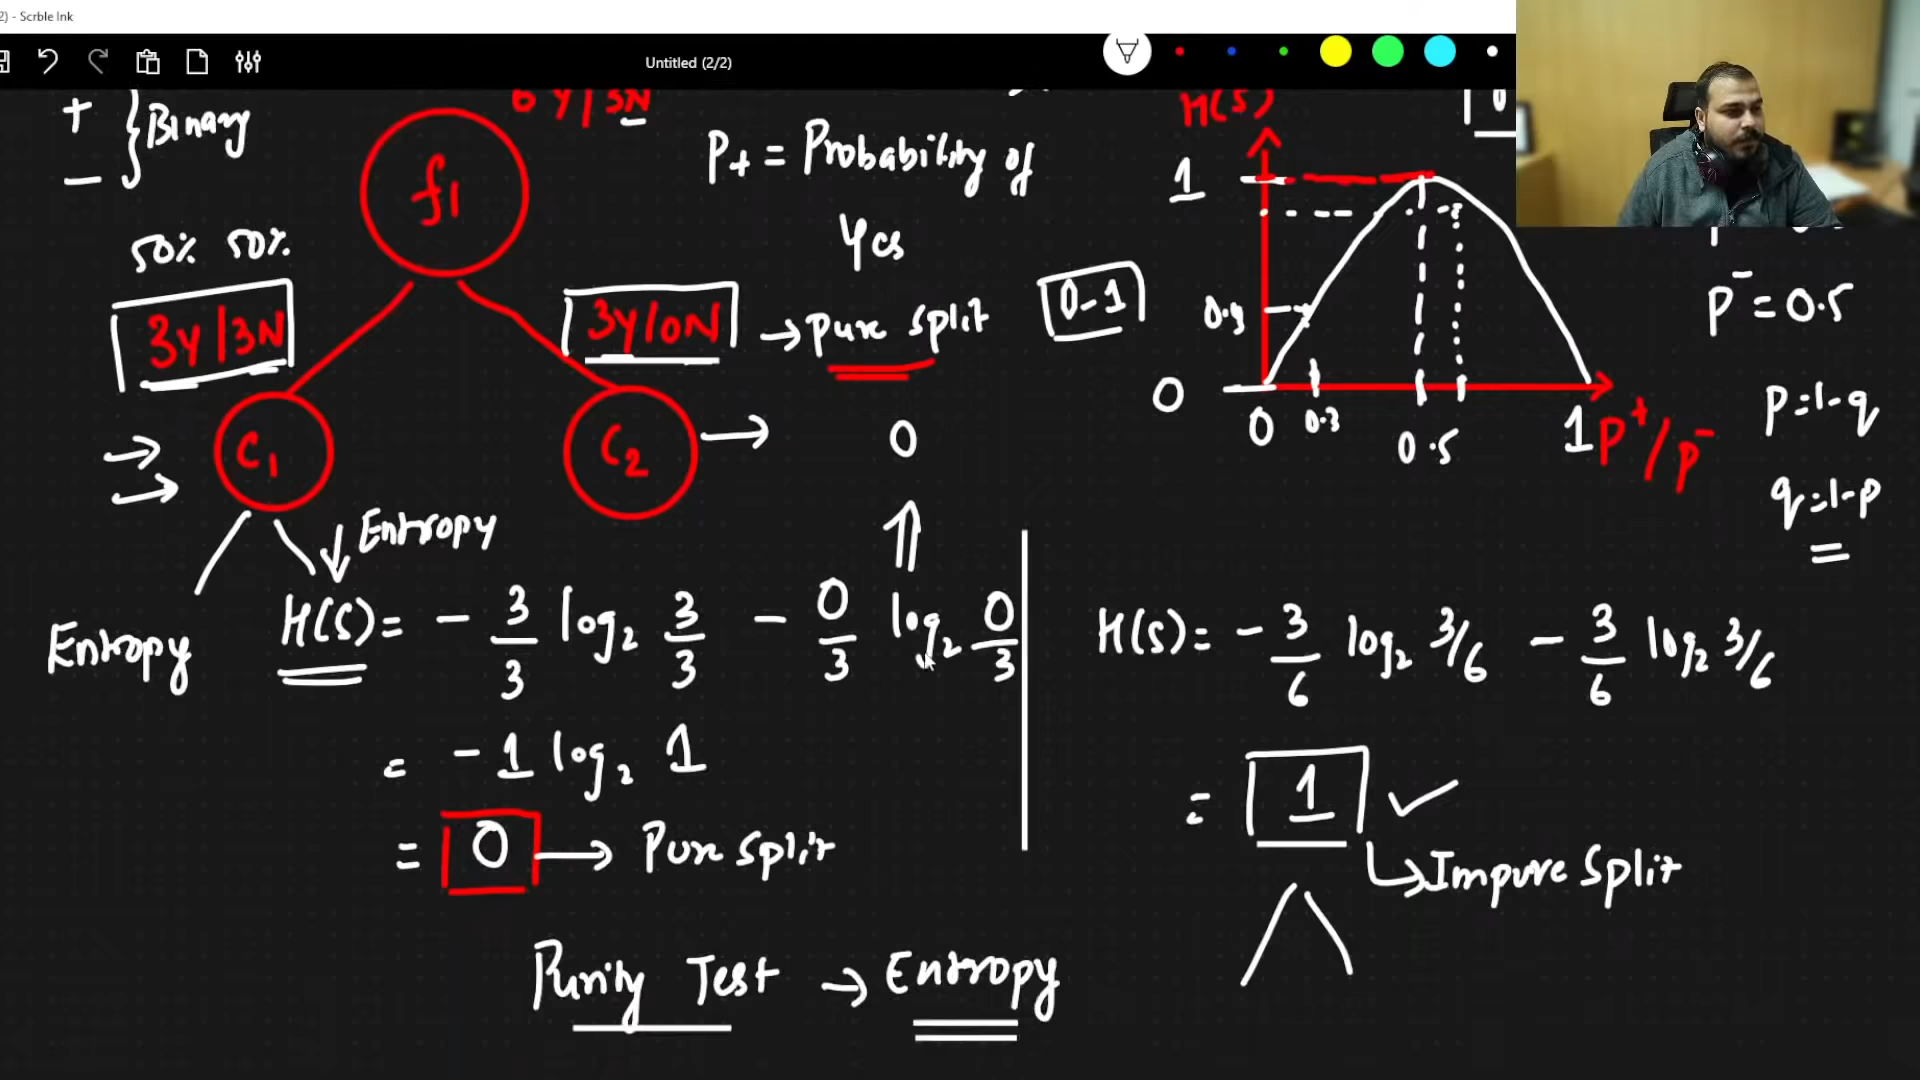 2) - Scrble Ink
Untitled (2/2)
+
-
} Binary
6Y/3N
f1
P+ = Probability of
Yes
50% 50%
3Y/3N
3Y/0N → pure split
0-1
C1
C2 → 0
↓ Entropy
Entropy
H(S) = - 3/3 log2 3/3 - 0/3 log2 0/3
= -1 log2 1
= 0 → Pure split
Purity Test → Entropy
H(S)
1
0
0 0.3 0.5 1
P+/P-
P- = 0.5
P=1-q
q=1-p
H(S) = - 3/6 log2 3/6 - 3/6 log2 3/6
= 1 ✓
Impure Split